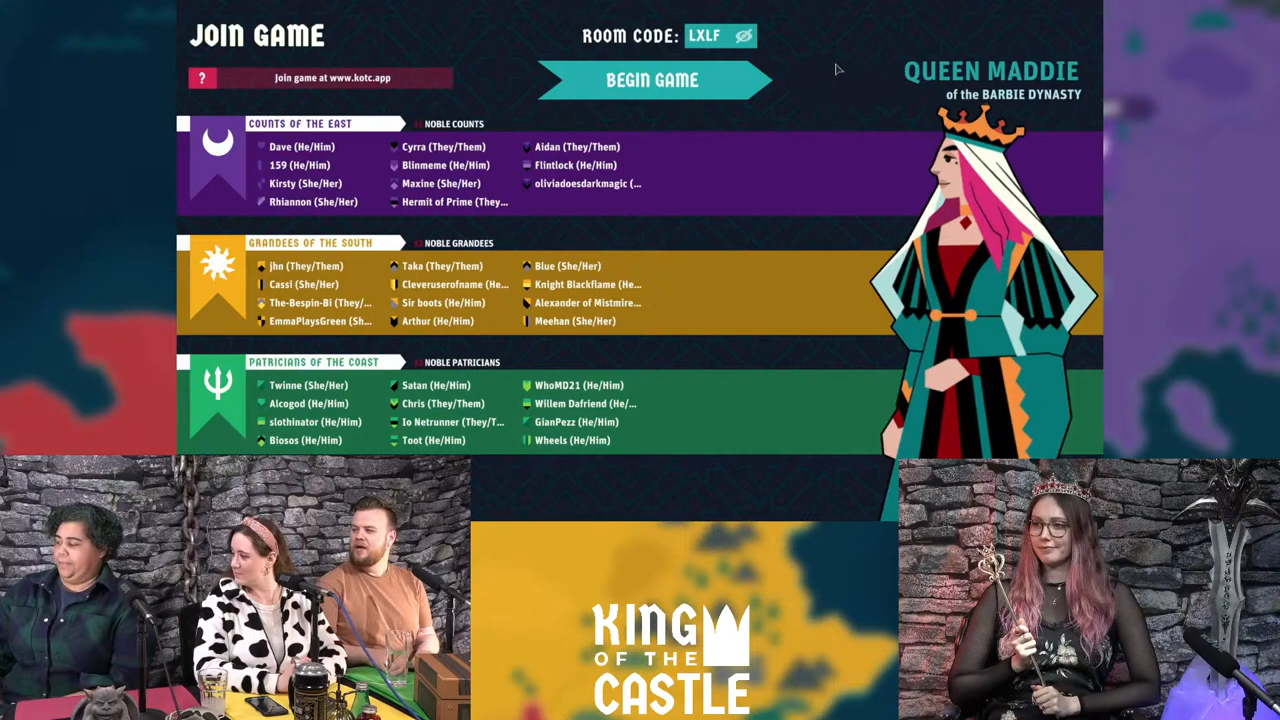 JOIN GAME
ROOM CODE: LXLF
? Join game at www.kotc.app
BEGIN GAME
QUEEN MADDIE
of the BARBIE DYNASTY
COUNTS OF THE EAST
NOBLE COUNTS
Dave (He/Him) Cyrra (They/Them) Aidan (They/Them)
159 (He/Him) Blinmeme (He/Him) Flintlock (He/Him)
Kirsty (She/Her) Maxine (She/Her) oliviadoesdarkmagic (...
Rhiannon (She/Her) Hermit of Prime (They...
GRANDEES OF THE SOUTH
NOBLE GRANDEES
jhn (They/Them) Taka (They/Them) Blue (She/Her)
Cassi (She/Her) Cleveruserofname (He... Knight Blackflame (He...
The-Bespin-Bi (They/... Sir boots (He/Him) Alexander of Mistmire...
EmmaPlaysGreen (Sh... Arthur (He/Him) Meehan (She/Her)
PATRICIANS OF THE COAST
NOBLE PATRICIANS
Twinne (She/Her) Satan (He/Him) WhoMD21 (He/Him)
Alcogod (He/Him) Chris (They/Them) Willem Dafriend (He/...
slothinator (He/Him) Io Netrunner (They/T... GianPezz (He/Him)
Biosos (He/Him) Toot (He/Him) Wheels (He/Him)
KING
OF THE
CASTLE